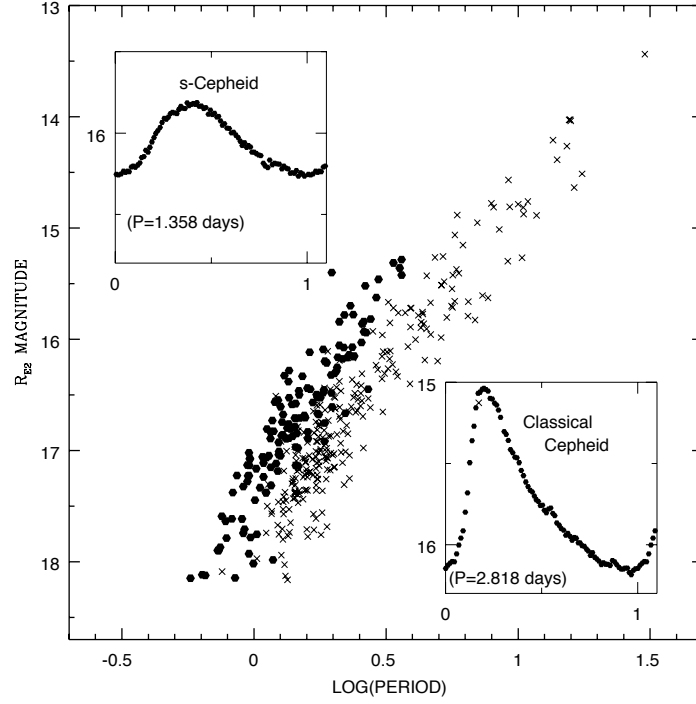 13
14
15
16
17
18
R_E2 MAGNITUDE
-0.5
0
0.5
1
1.5
LOG(PERIOD)
s-Cepheid
16
(P=1.358 days)
0
1
15
Classical
Cepheid
16
(P=2.818 days)
0
1